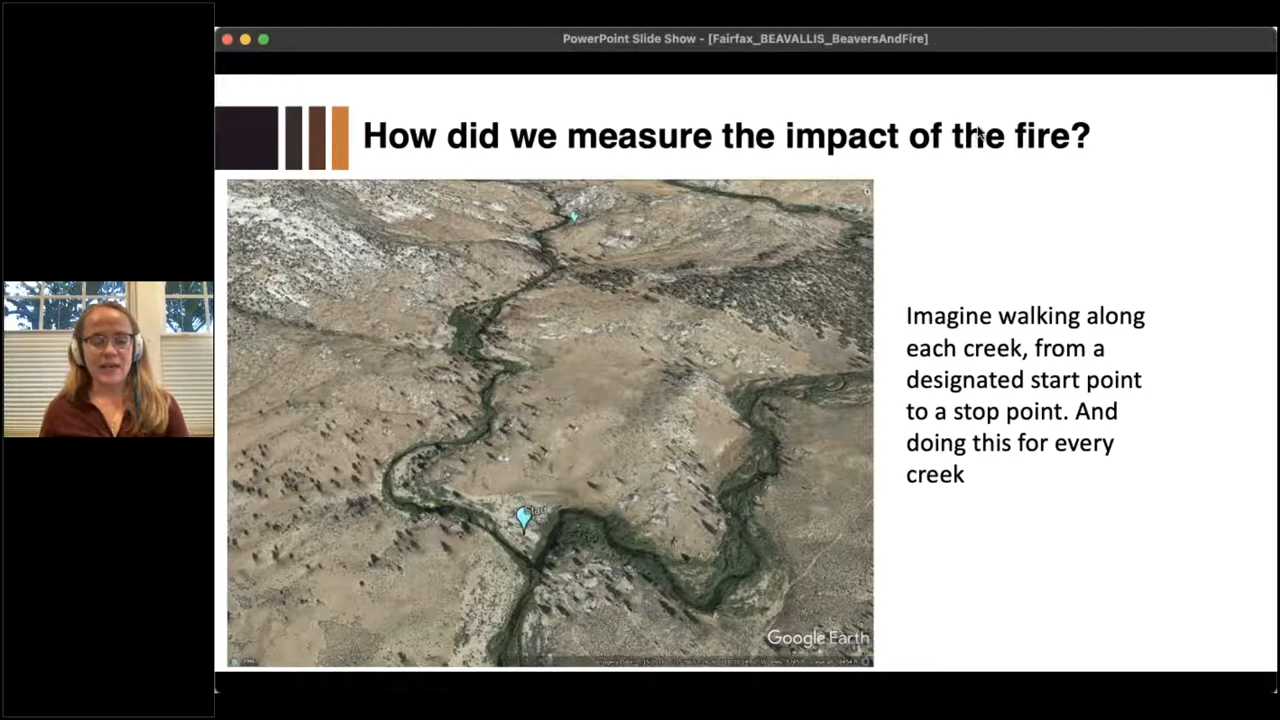 PowerPoint Slide Show - [Fairfax_BEAVALLIS_BeaversAndFire]
How did we measure the impact of the fire?
Start
Imagine walking along
each creek, from a
designated start point
to a stop point. And
doing this for every
creek
Google Earth